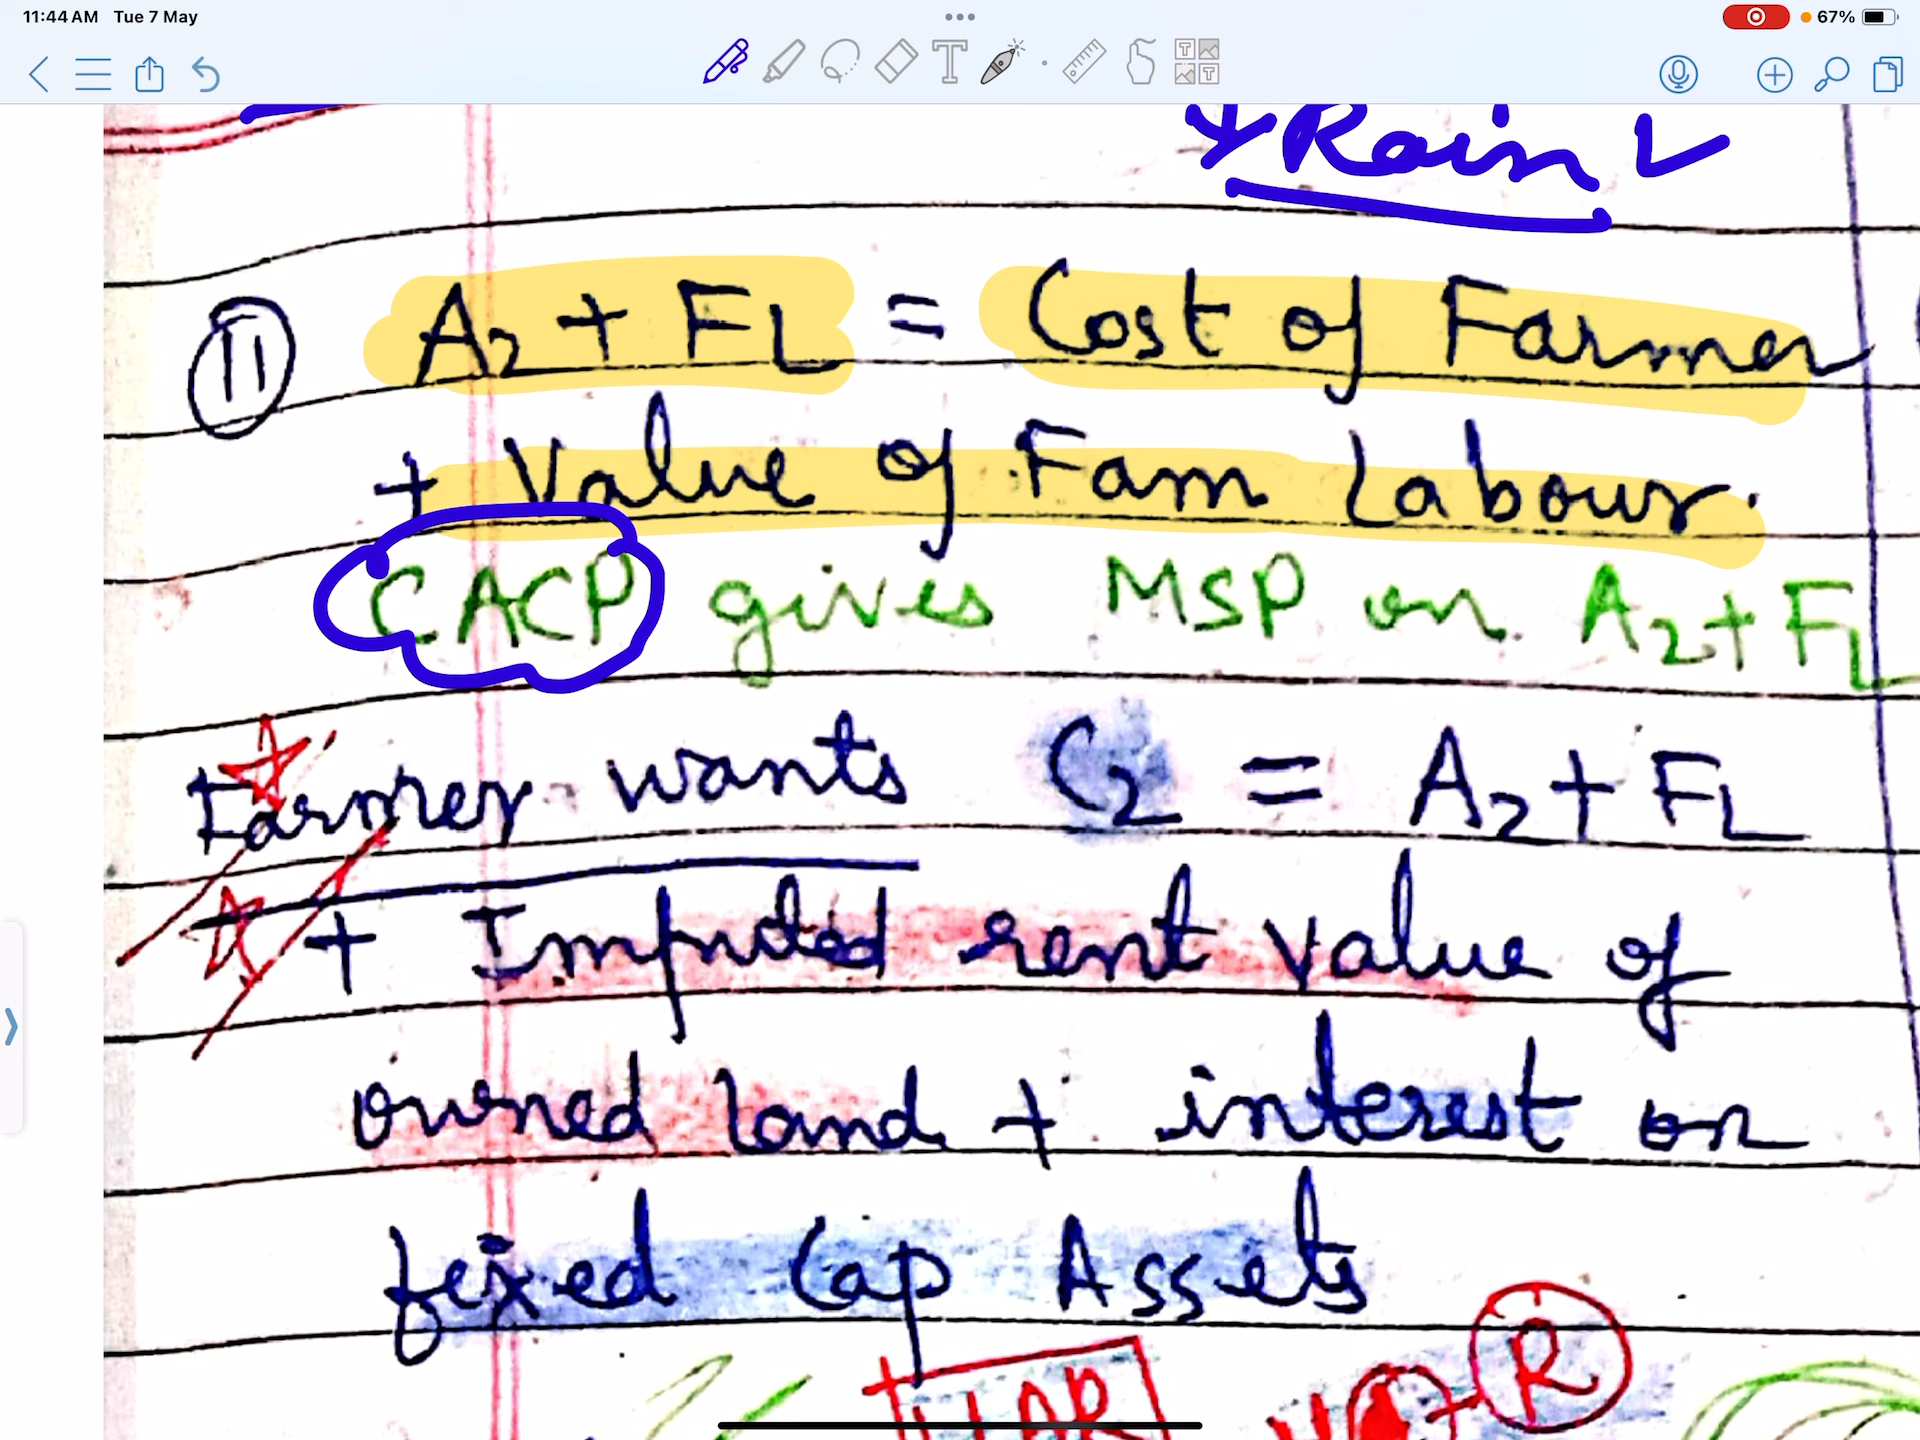 11:44 AM Tue 7 May
67%
+ Rain
11 A2 + FL = Cost of Farmer
+ Value of Fam Labour.
CACP gives MSP on A2+FL
Farmer wants C2 = A2 + FL
+ Imputed rent value of
owned land + interest on
fixed Cap Assets
R